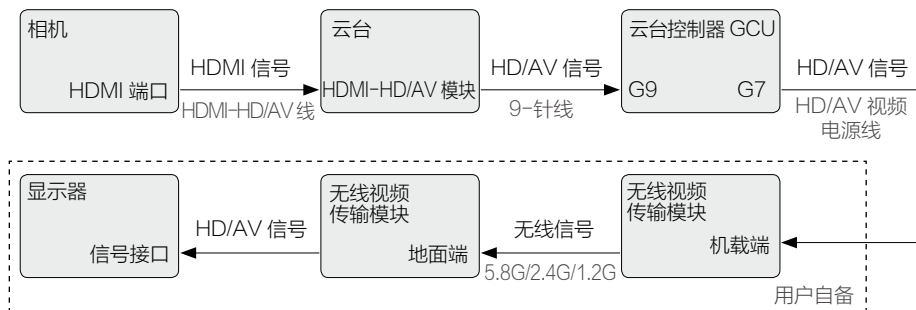 相机
HDMI 端口
HDMI 信号
HDMI-HD/AV 线
云台
HDMI-HD/AV 模块
HD/AV 信号
9-针线
云台控制器 GCU
G9
G7
HD/AV 信号
HD/AV 视频
电源线
显示器
信号接口
HD/AV 信号
无线视频
传输模块
地面端
无线信号
5.8G/2.4G/1.2G
无线视频
传输模块
机载端
用户自备